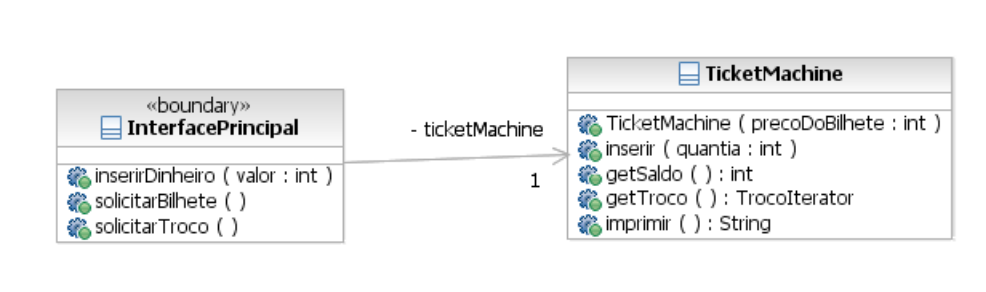 «boundary»
InterfacePrincipal
inserirDinheiro ( valor : int )
solicitarBilhete ( )
solicitarTroco ( )
- ticketMachine
1
TicketMachine
TicketMachine ( precoDoBilhete : int )
inserir ( quantia : int )
getSaldo ( ) : int
getTroco ( ) : TrocoIterator
imprimir ( ) : String